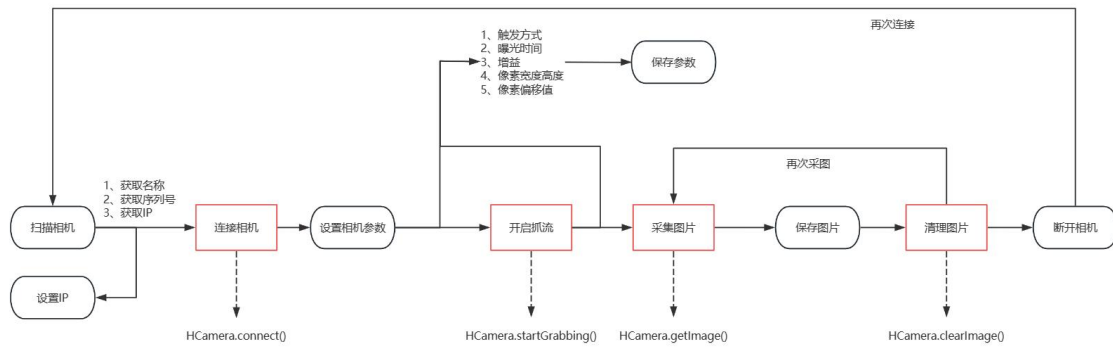 再次连接
1、触发方式
2、曝光时间
3、增益
4、像素宽度高度
5、像素偏移值
保存参数
再次采图
1、获取名称
2、获取序列号
3、获取IP
扫描相机
连接相机
设置相机参数
开启抓流
采集图片
保存图片
清理图片
断开相机
设置IP
HCamera.connect()
HCamera.startGrabbing()
HCamera.getImage()
HCamera.clearImage()